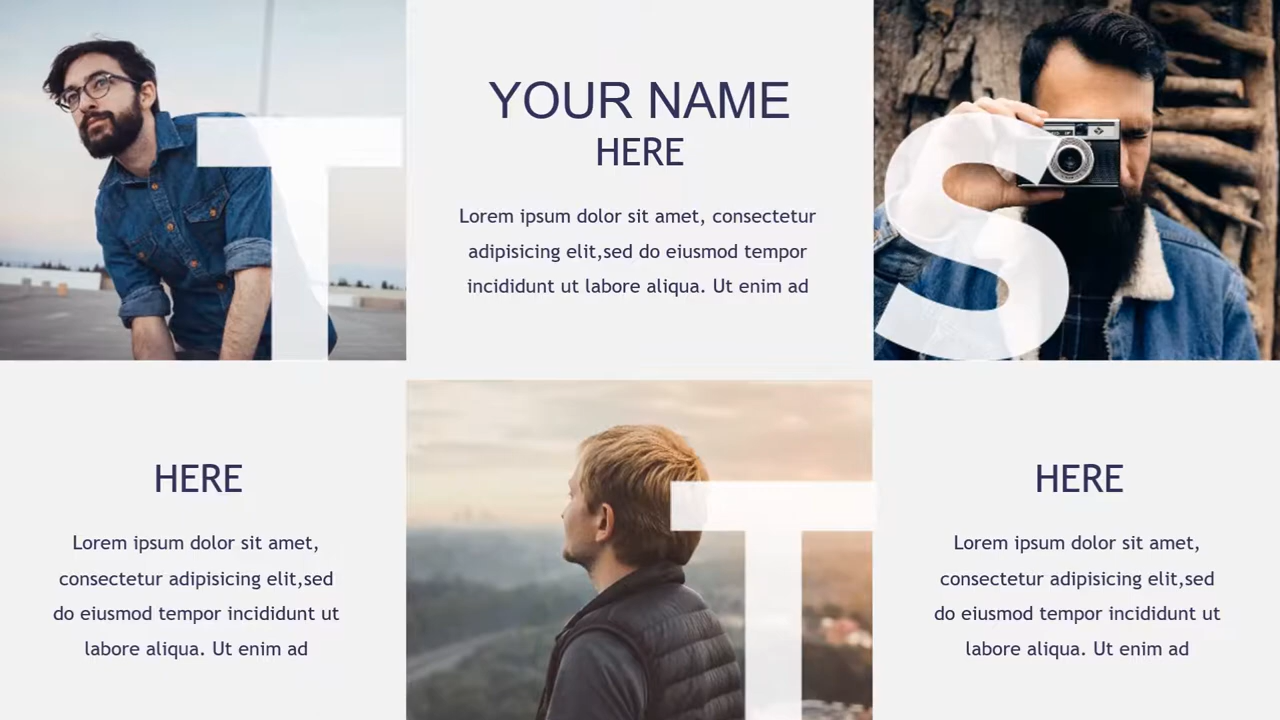 T
YOUR NAME
HERE
Lorem ipsum dolor sit amet, consectetur
adipisicing elit,sed do eiusmod tempor
incididunt ut labore aliqua. Ut enim ad
S
HERE
Lorem ipsum dolor sit amet,
consectetur adipisicing elit,sed
do eiusmod tempor incididunt ut
labore aliqua. Ut enim ad
T
HERE
Lorem ipsum dolor sit amet,
consectetur adipisicing elit,sed
do eiusmod tempor incididunt ut
labore aliqua. Ut enim ad